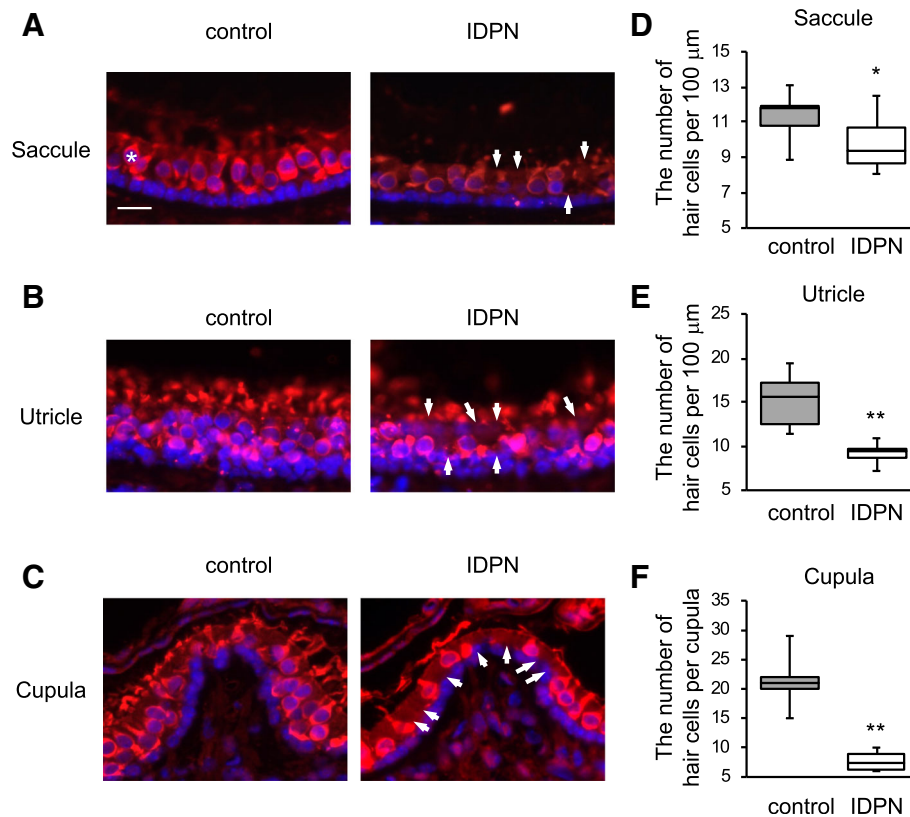 A
control
IDPN
Saccule
*
D
Saccule
The number of
hair cells per 100 μm
15
13
11
9
7
5
*
control
IDPN
B
control
IDPN
Utricle
E
Utricle
The number of
hair cells per 100 μm
25
20
15
10
5
**
control
IDPN
C
control
IDPN
Cupula
F
Cupula
The number of
hair cells per cupula
35
30
25
20
15
10
5
**
control
IDPN